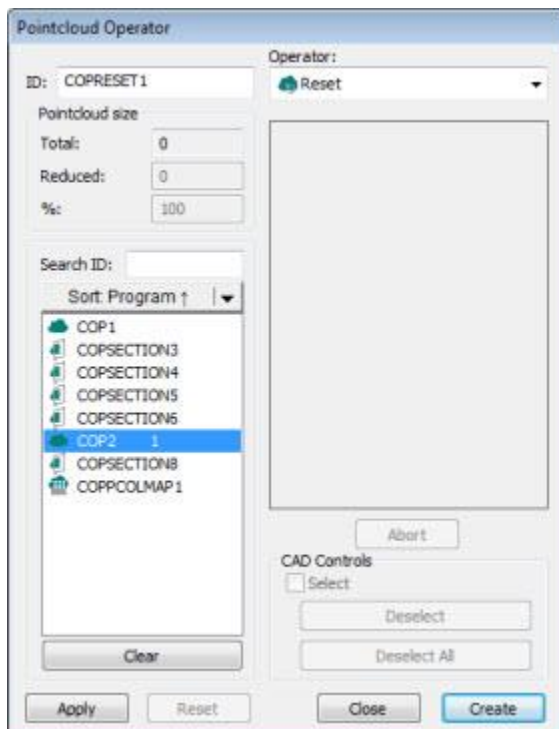 Pointcloud Operator
Operator:
ID: COPRESET1
Reset
Pointcloud size
Total: 0
Reduced: 0
%: 100
Search ID:
Sort: Program ↑
COP1
COPSECTION3
COPSECTION4
COPSECTION5
COPSECTION6
COP2 1
COPSECTION8
COPPCOLMAP1
Abort
CAD Controls
Select
Deselect
Clear
Deselect All
Apply Reset Close Create